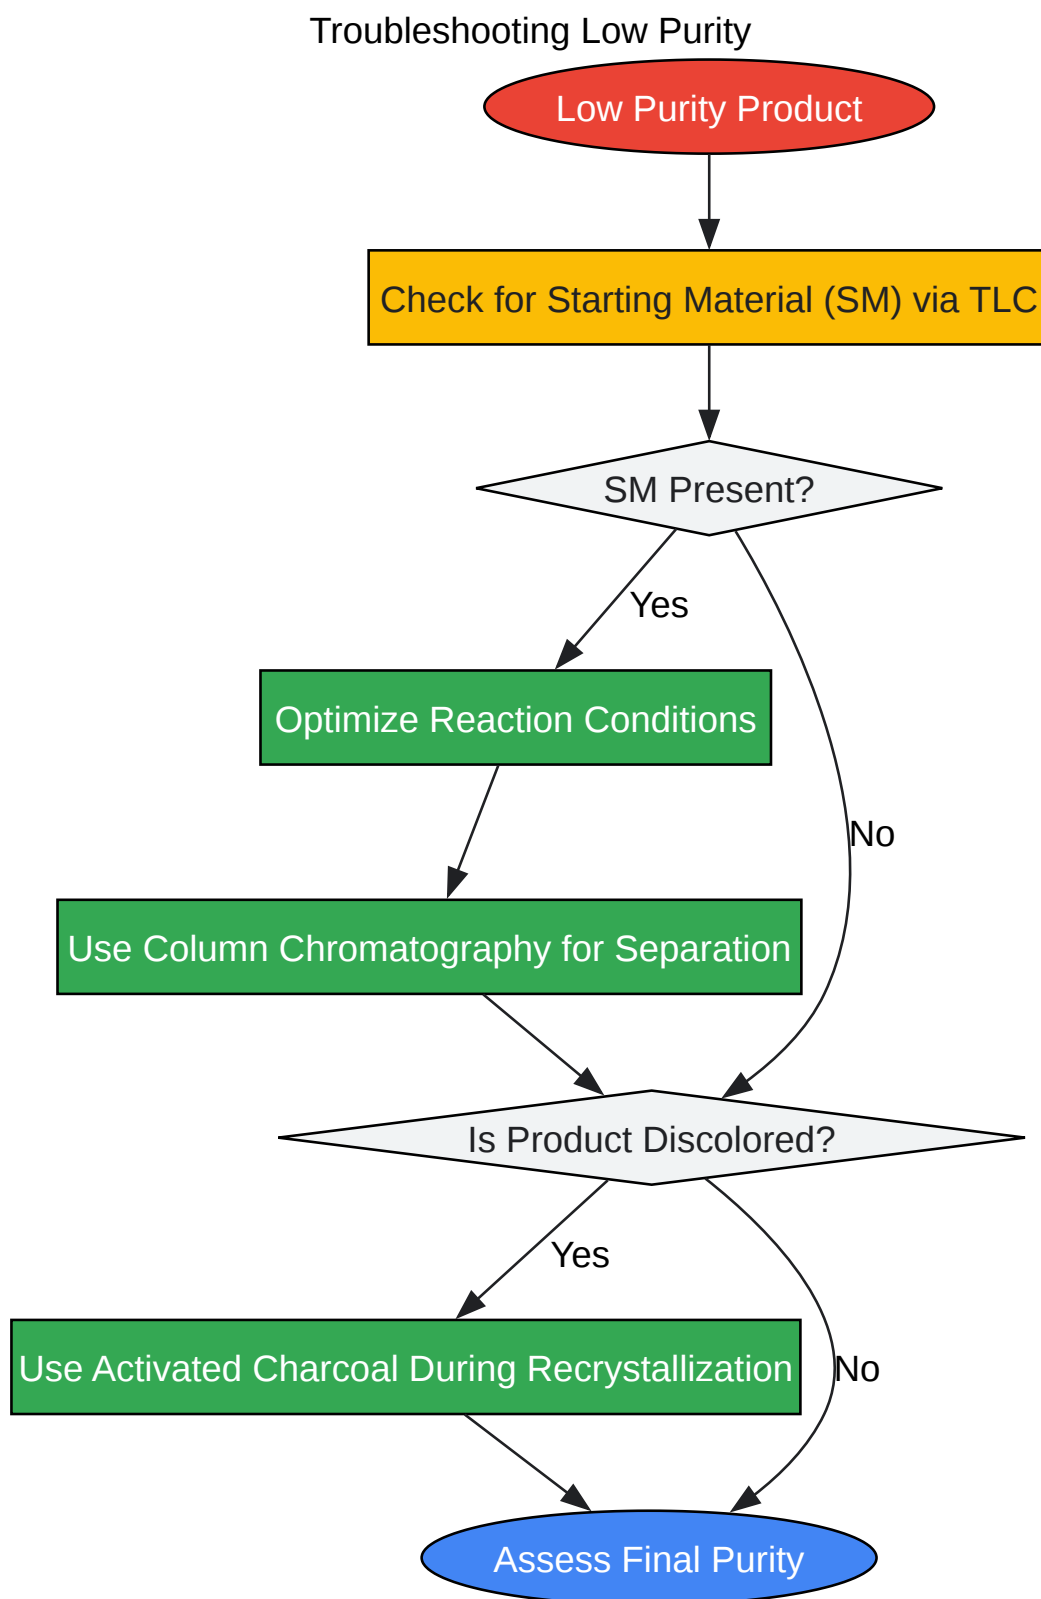 Troubleshooting Low Purity
Low Purity Product
Check for Starting Material (SM) via TLC
SM Present?
Yes
Optimize Reaction Conditions
No
Use Column Chromatography for Separation
Is Product Discolored?
Yes
Use Activated Charcoal During Recrystallization
No
Assess Final Purity